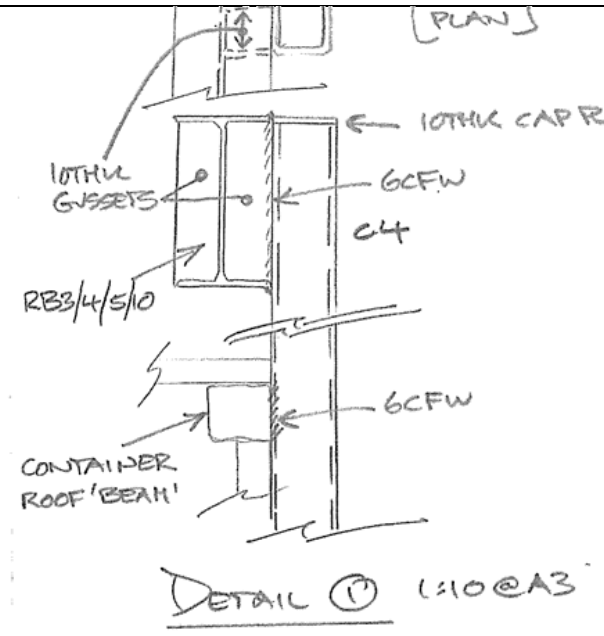 [PLAN]
10THK CAP PL
10THK
GUSSETS
6CFW
C4
RB3/4/5/10
6CFW
CONTAINER
ROOF 'BEAM'
DETAIL 1 1:10@A3